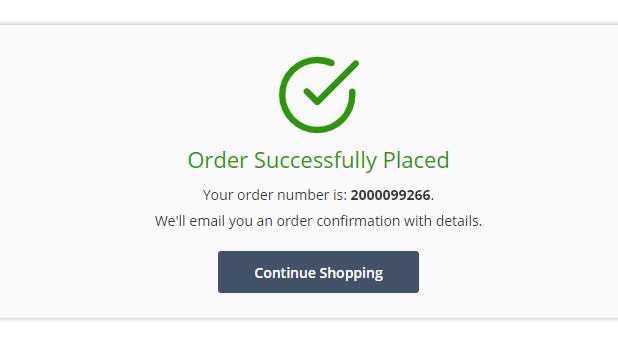 Order Successfully Placed
Your order number is: 2000099266.
We'll email you an order confirmation with details.
Continue Shopping